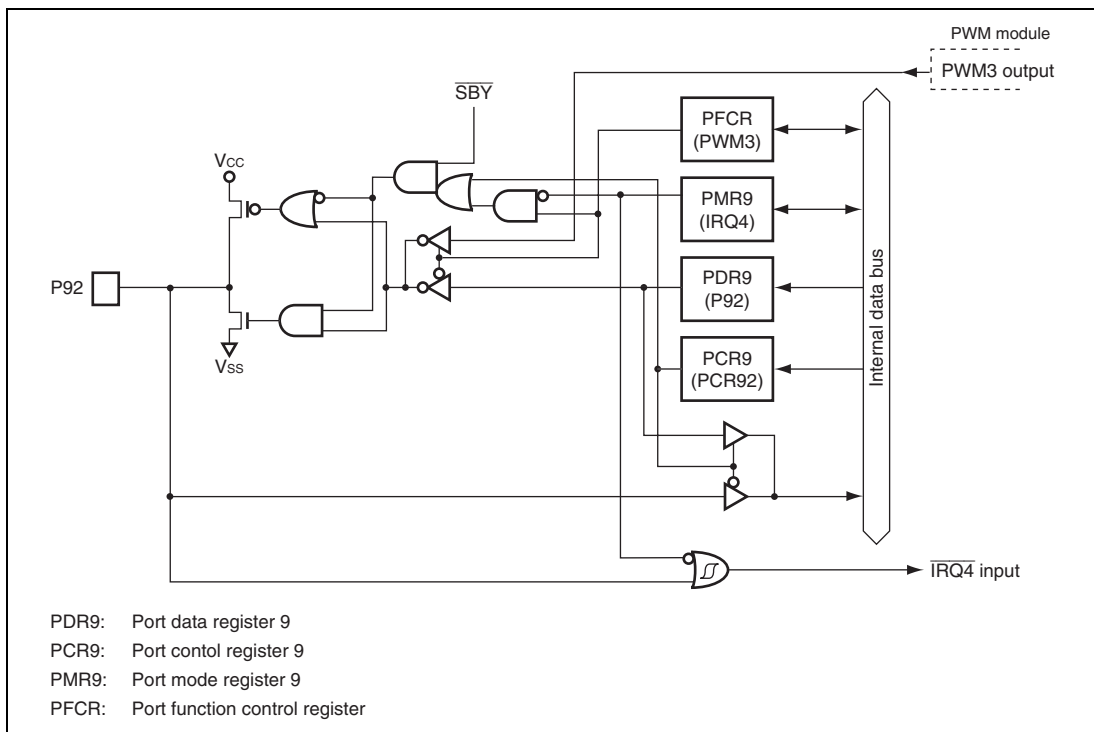 PWM module
PWM3 output
SBY
PFCR
(PWM3)
VCC
PMR9
(IRQ4)
P92
PDR9
(P92)
VSS
PCR9
(PCR92)
Internal data bus
IRQ4 input
PDR9: Port data register 9
PCR9: Port contol register 9
PMR9: Port mode register 9
PFCR: Port function control register